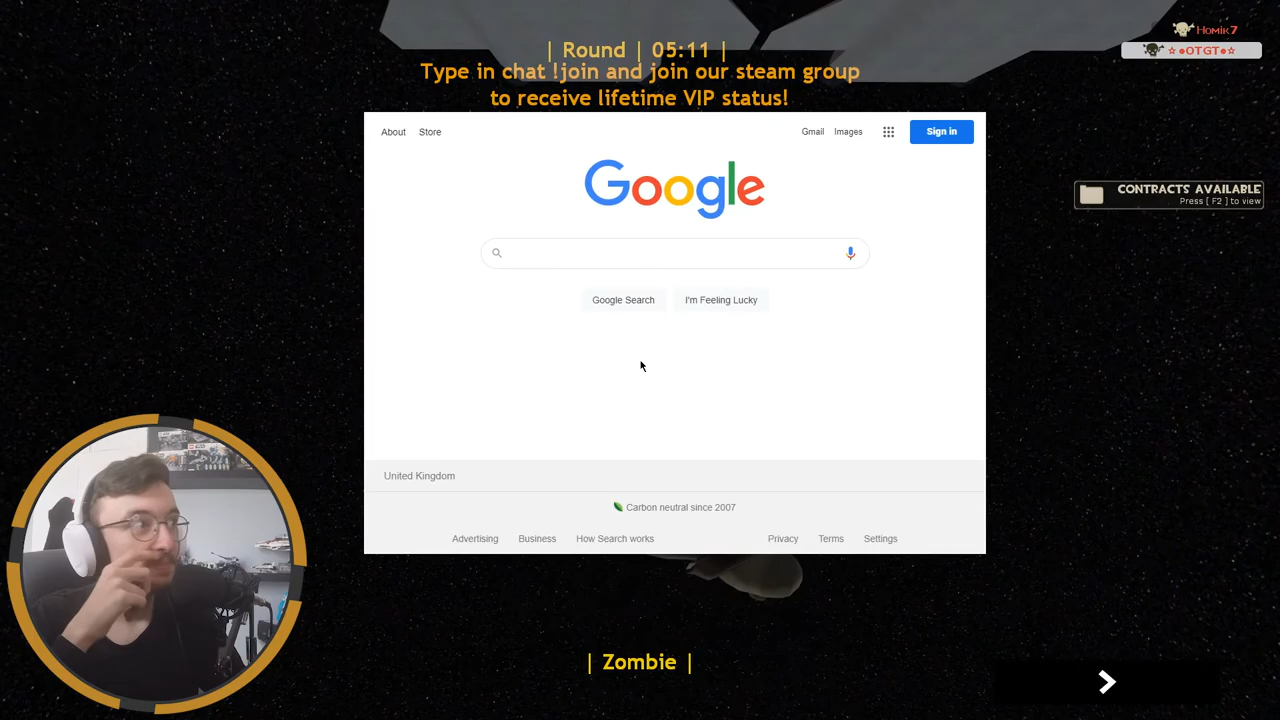 Homik7
☆●OTGT●☆
| Round | 05:11 |
Type in chat !join and join our steam group
to receive lifetime VIP status!
About Store Gmail Images Sign in
Google
CONTRACTS AVAILABLE
Press [ F2 ] to view
Google Search I'm Feeling Lucky
United Kingdom
Carbon neutral since 2007
Advertising Business How Search works Privacy Terms Settings
| Zombie |